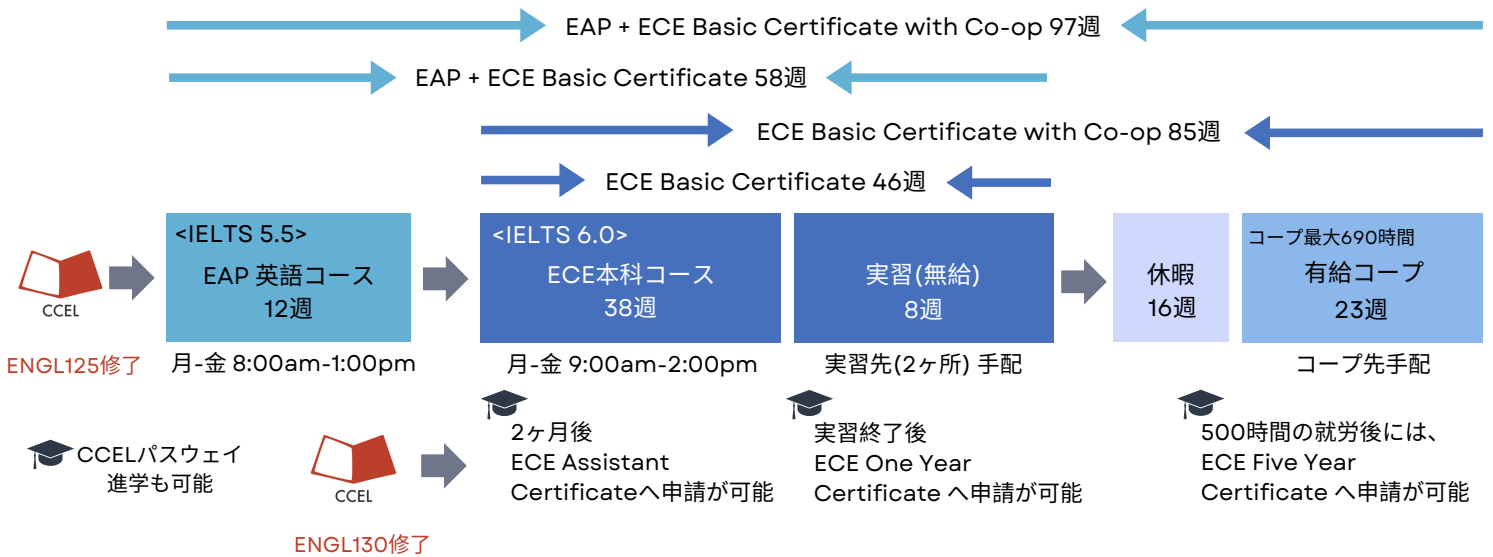 EAP + ECE Basic Certificate with Co-op 97週
EAP + ECE Basic Certificate 58週
ECE Basic Certificate with Co-op 85週
ECE Basic Certificate 46週
CCEL
ENGL125修了
<IELTS 5.5>
EAP 英語コース
12週
月-金 8:00am-1:00pm
<IELTS 6.0>
ECE本科コース
38週
月-金 9:00am-2:00pm
実習(無給)
8週
実習先(2ヶ所) 手配
休暇
16週
コープ最大690時間
有給コープ
23週
コープ先手配
CCELパスウェイ
進学も可能
CCEL
ENGL130修了
2ヶ月後
ECE Assistant
Certificateへ申請が可能
実習終了後
ECE One Year
Certificate へ申請が可能
500時間の就労後には、
ECE Five Year
Certificate へ申請が可能